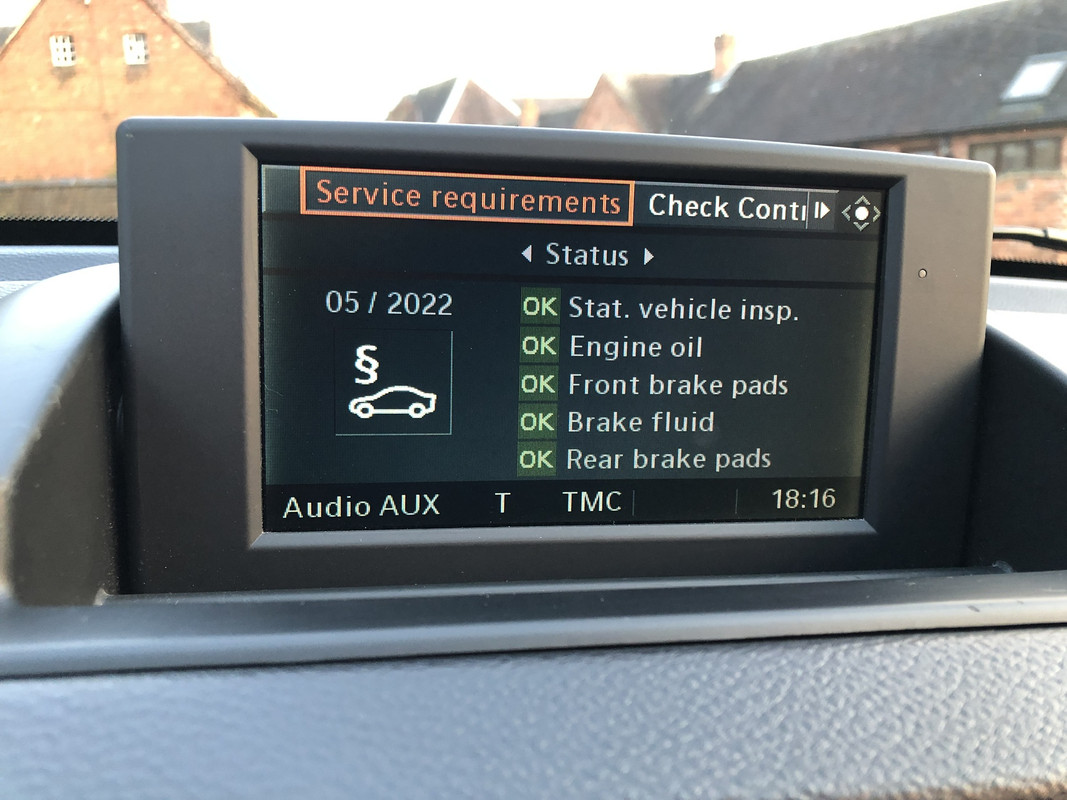 Service requirements Check Contr
Status
05 / 2022
§
OK Stat. vehicle insp.
OK Engine oil
OK Front brake pads
OK Brake fluid
OK Rear brake pads
Audio AUX T TMC 18:16